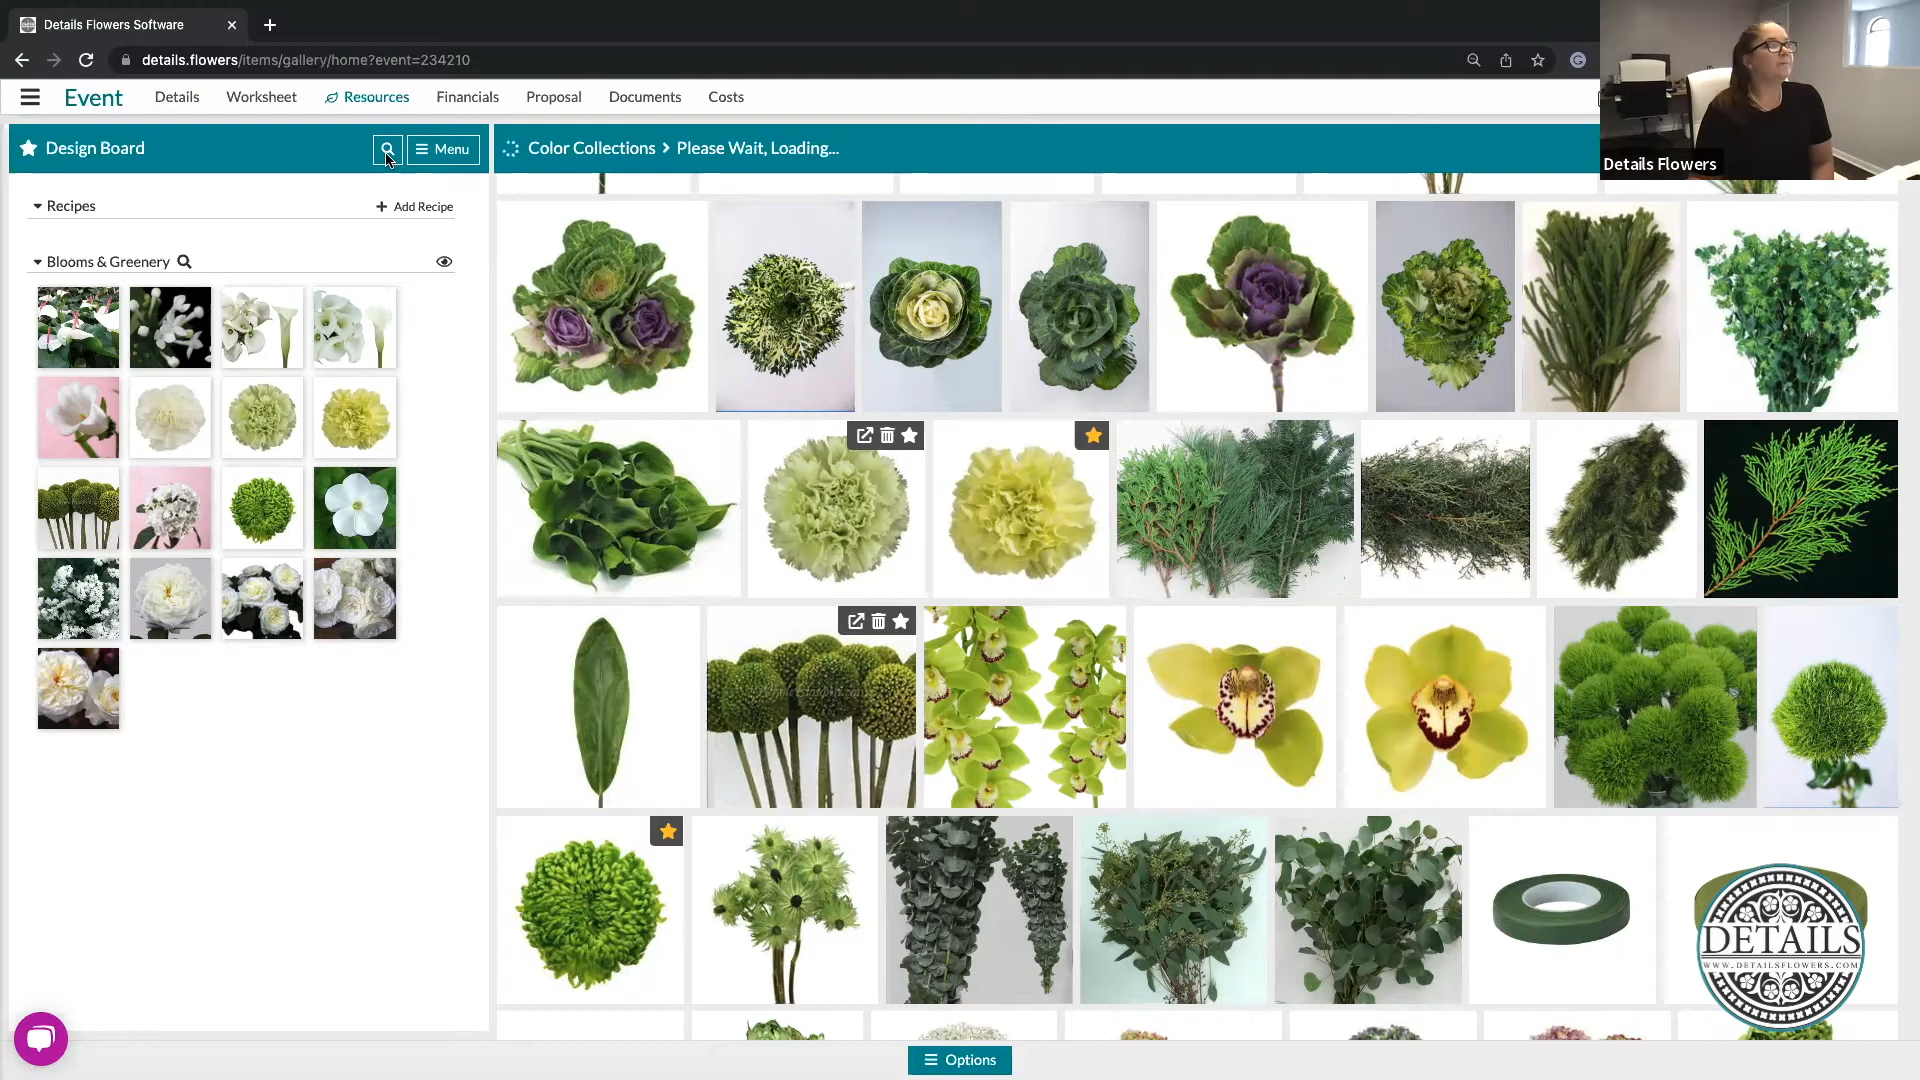 Details Flowers Software
details.flowers/items/gallery/home?event=234210
Event
Details
Worksheet
Resources
Financials
Proposal
Documents
Costs
Design Board
Menu
Color Collections > Please Wait, Loading...
Details Flowers
Recipes
+ Add Recipe
Blooms & Greenery
DETAILS
WWW.DETAILSFLOWERS.COM
Options